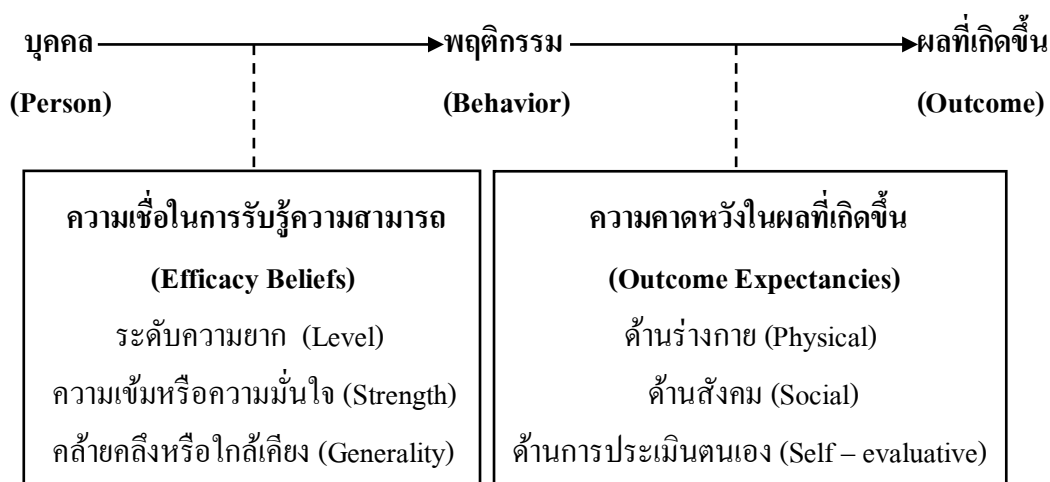 บุคคล พฤติกรรม ผลที่เกิดขึ้น
(Person) (Behavior) (Outcome)
ความเชื่อในการรับรู้ความสามารถ
(Efficacy Beliefs)
ระดับความยาก (Level)
ความเข้มหรือความมั่นใจ (Strength)
คล้ายคลึงหรือใกล้เคียง (Generality)
ความคาดหวังในผลที่เกิดขึ้น
(Outcome Expectancies)
ด้านร่างกาย (Physical)
ด้านสังคม (Social)
ด้านการประเมินตนเอง (Self – evaluative)